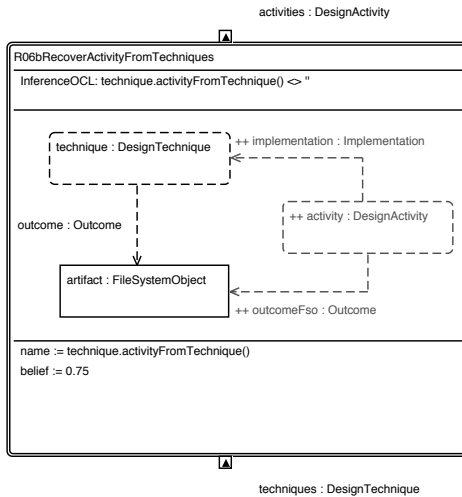 activities : DesignActivity
R06bRecoverActivityFromTechniques
InferenceOCL: technique.activityFromTechnique() <> ''
technique : DesignTechnique
++ implementation : Implementation
++ activity : DesignActivity
outcome : Outcome
artifact : FileSystemObject
++ outcomeFso : Outcome
name := technique.activityFromTechnique()
belief := 0.75
techniques : DesignTechnique